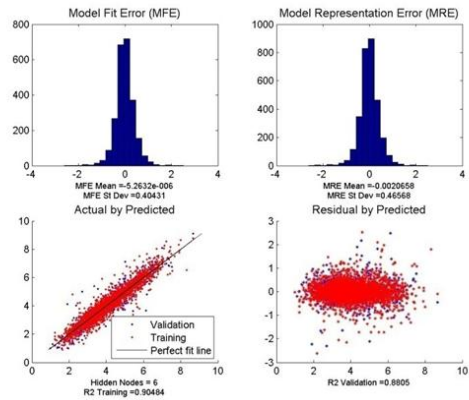 Model Fit Error (MFE)
800
600
400
200
0
-4 -2 0 2 4
MFE Mean =-5.2632e-006
MFE St Dev =0.40431
Model Representation Error (MRE)
1000
800
600
400
200
0
-4 -2 0 2 4
MRE Mean =-0.0020658
MRE St Dev =0.46568
Actual by Predicted
10
8
6
4
2
0
0 2 4 6 8 10
Validation
Training
Perfect fit line
Hidden Nodes = 6
R2 Training =0.90484
Residual by Predicted
3
2
1
0
-1
-2
-3
0 2 4 6 8 10
R2 Validation =0.8805